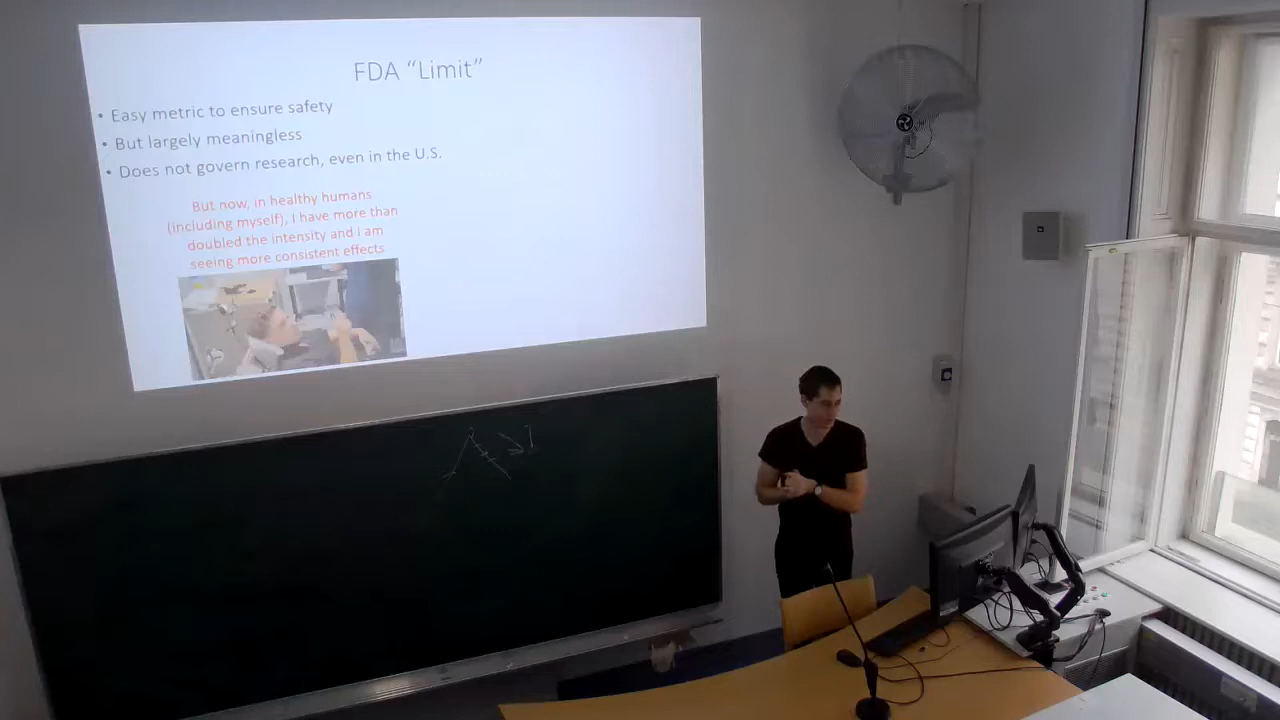 FDA “Limit”
• Easy metric to ensure safety
• But largely meaningless
• Does not govern research, even in the U.S.
But now, in healthy humans
(including myself), I have more than
doubled the intensity and i am
seeing more consistent effects